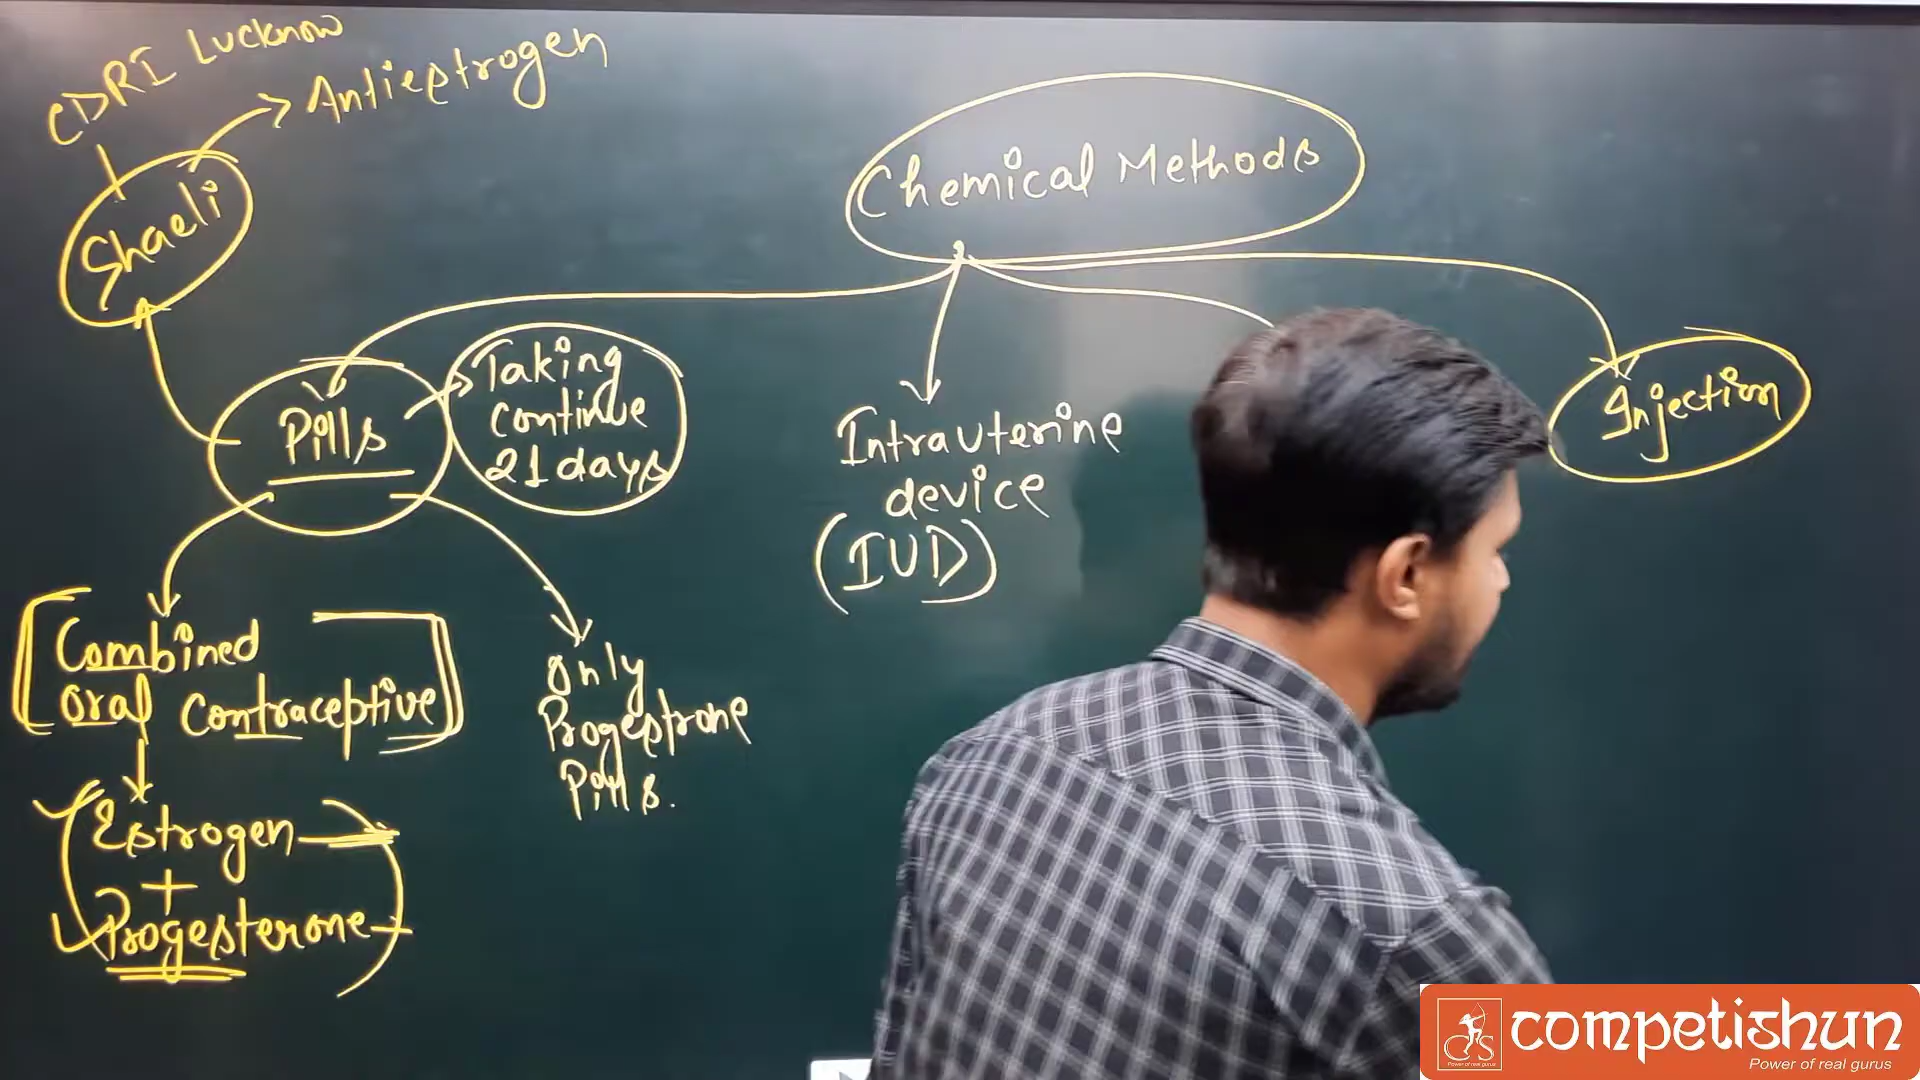 CDRI Lucknow
Antiestrogen
Shaeli
Chemical Methods
Pills
Taking
continue
21 days
Intrauterine
device
(IUD)
Injection
Combined
oral contraceptive
only
Progestrone
Pills.
Estrogen
+
Progesterone
competishun
Power of real gurus